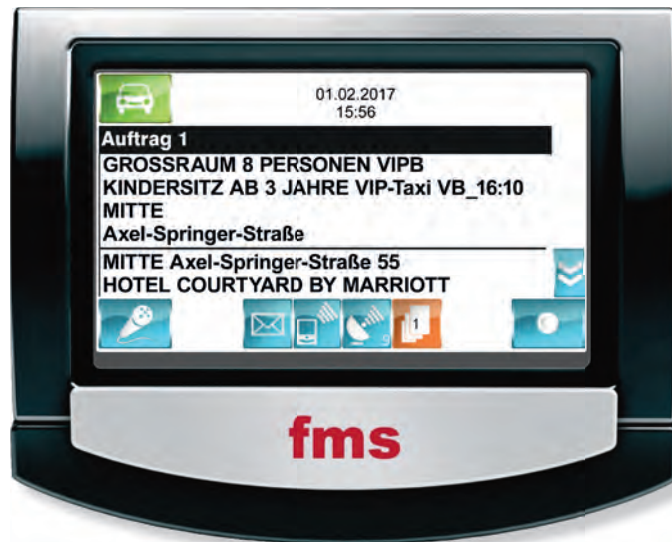 01.02.2017
15:56
Auftrag 1
GROSSRAUM 8 PERSONEN VIPB
KINDERSITZ AB 3 JAHRE VIP-Taxi VB_16:10
MITTE
Axel-Springer-Straße
MITTE Axel-Springer-Straße 55
HOTEL COURTYARD BY MARRIOTT
9
1
fms